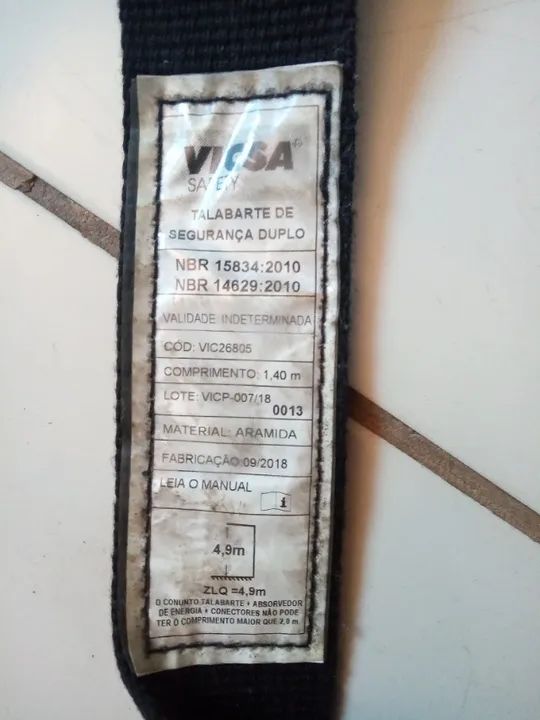 VICSA
SAFETY
TALABARTE DE
SEGURANÇA DUPLO
NBR 15834:2010
NBR 14629:2010
VALIDADE INDETERMINADA
CÓD: VIC26805
COMPRIMENTO: 1,40 m
LOTE: VICP-007/18
0013
MATERIAL: ARAMIDA
FABRICAÇÃO:09/2018
LEIA O MANUAL
i
4,9m
ZLQ =4,9m
O CONUNTO TALABARTE + ABSORVEDOR
DE ENERGIA + CONECTORES NÃO PODE
TER O COMPRIMENTO MAIOR QUE 2,0 m.